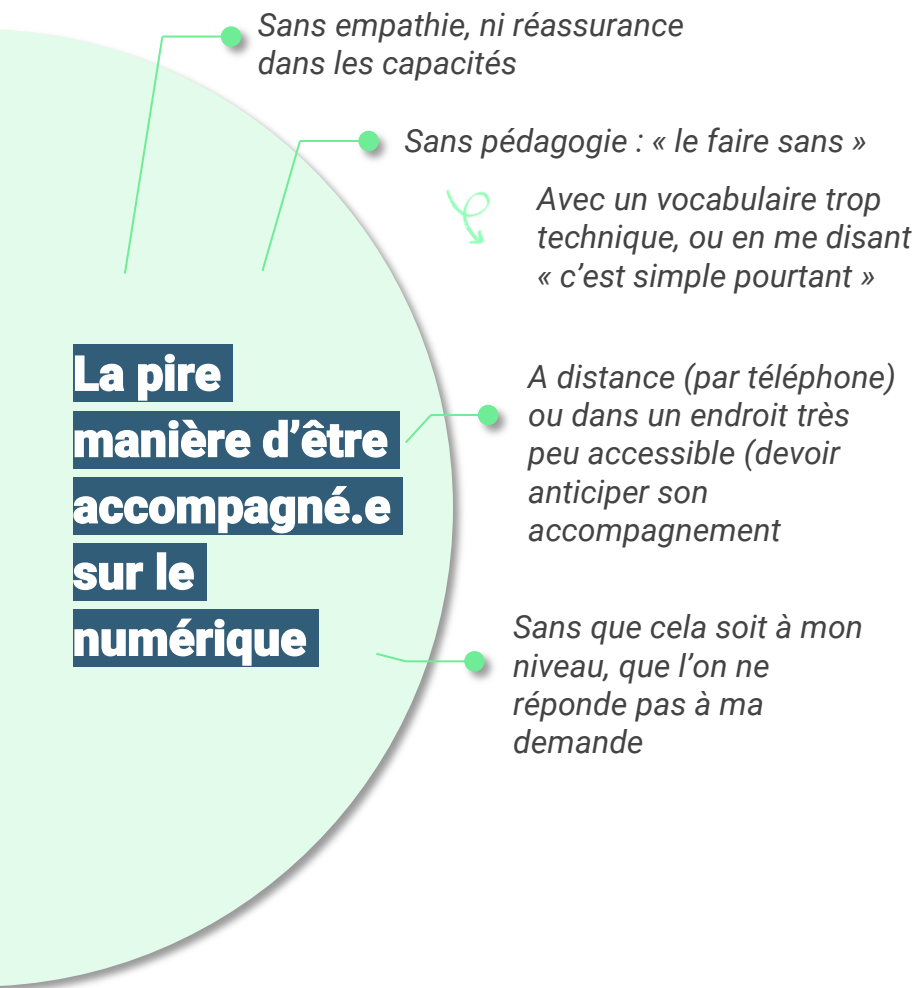 Sans empathie, ni réassurance
dans les capacités
Sans pédagogie : « le faire sans »
Avec un vocabulaire trop
technique, ou en me disant
« c’est simple pourtant »
La pire
manière d’être
accompagné.e
sur le
numérique
A distance (par téléphone)
ou dans un endroit très
peu accessible (devoir
anticiper son
accompagnement
Sans que cela soit à mon
niveau, que l’on ne
réponde pas à ma
demande